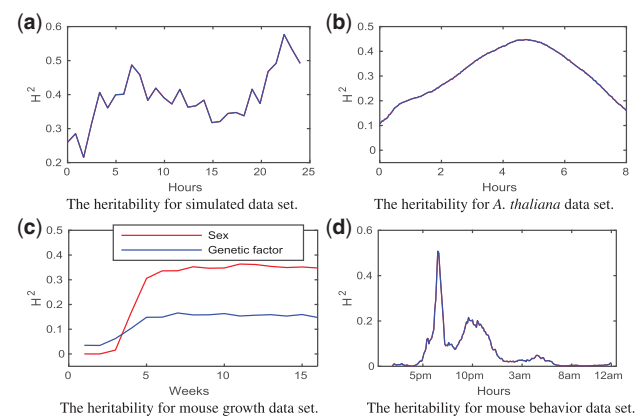 (a)
0.6
0.5
0.4
0.3
0.2
H²
0 5 10 15 20 25
Hours
The heritability for simulated data set.
(b)
0.5
0.4
0.3
0.2
0.1
0
H²
0 2 4 6 8
Hours
The heritability for A. thaliana data set.
(c)
Sex
Genetic factor
0.4
0.3
0.2
0.1
0
H²
0 5 10 15
Weeks
The heritability for mouse growth data set.
(d)
0.6
0.4
0.2
0
H²
5pm 10pm 3am 8am 12am
Hours
The heritability for mouse behavior data set.